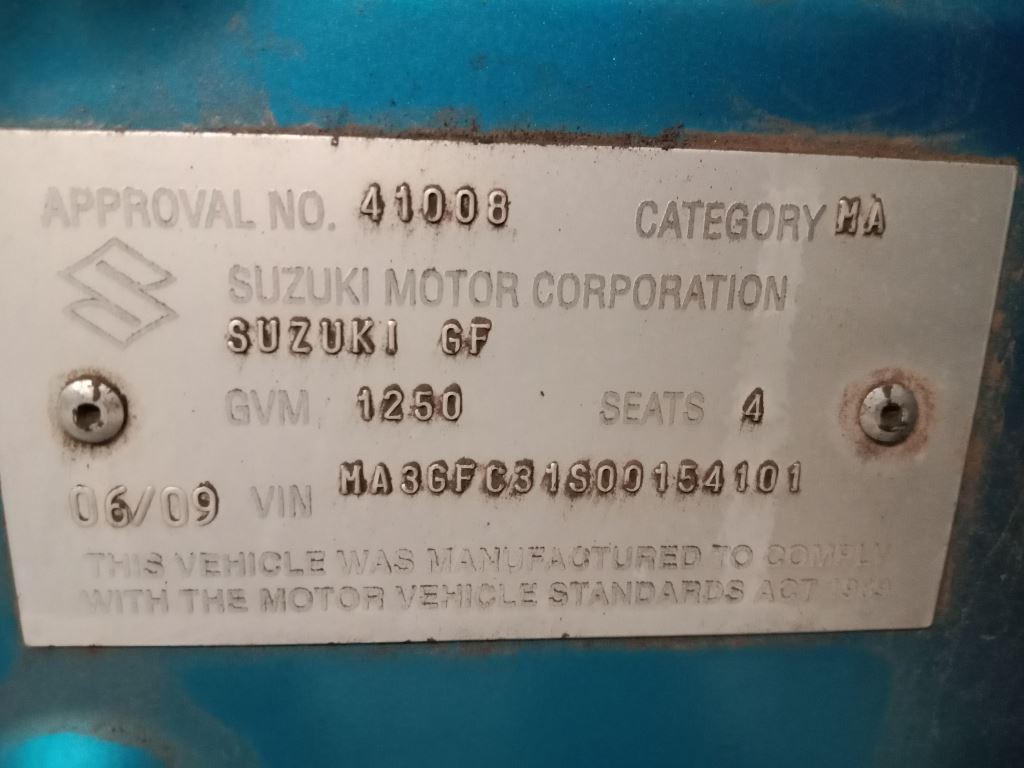 APPROVAL NO. 41008 CATEGORY MA
SUZUKI MOTOR CORPORATION
SUZUKI GF
GVM 1250 SEATS 4
06/09 VIN MA3GFC31S00154101
THIS VEHICLE WAS MANUFACTURED TO COMPLY
WITH THE MOTOR VEHICLE STANDARDS ACT 1989